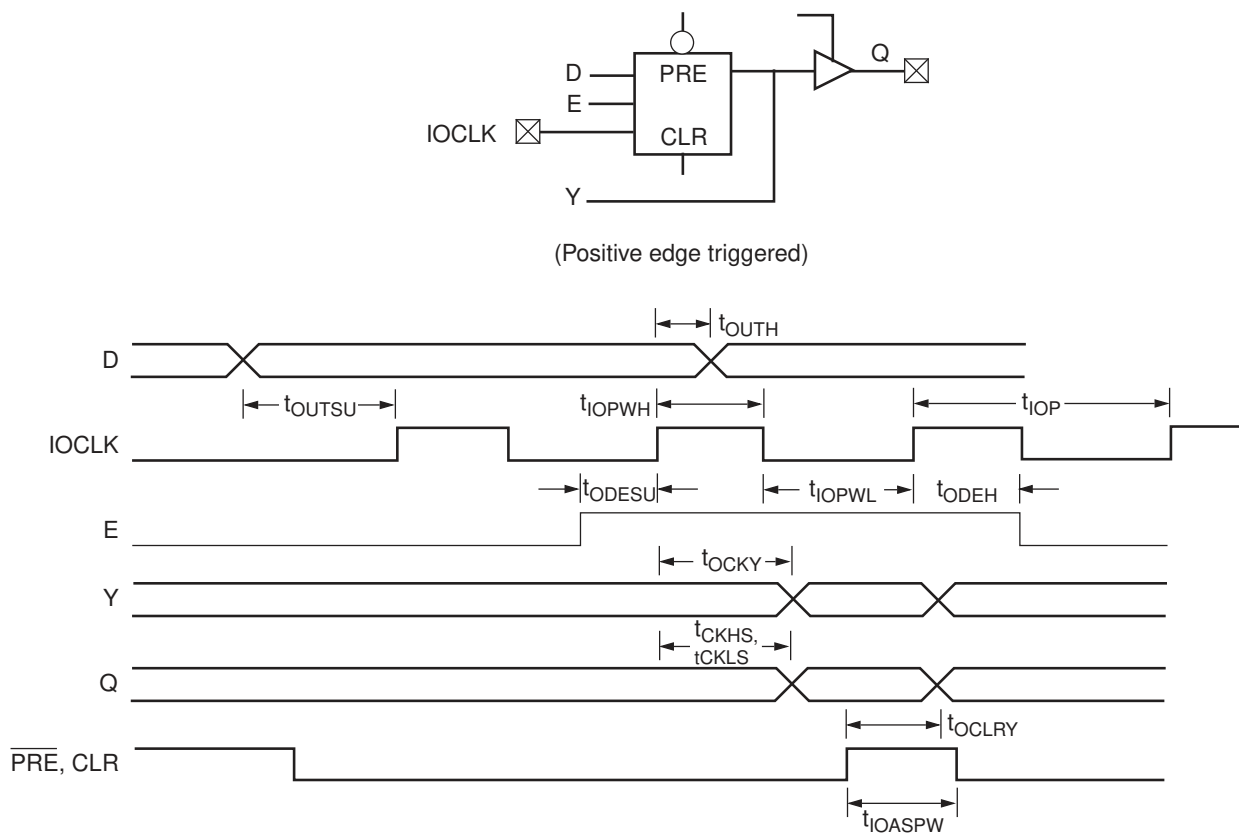 Q
D
PRE
E
IOCLK
CLR
Y
(Positive edge triggered)
tOUTH
D
tOUTSU
tIOPWH
tIOP
IOCLK
tODESU
tIOPWL
tODEH
E
tOCKY
Y
tCKHS,
tCKLS
Q
tOCLRY
PRE, CLR
tIOASPW